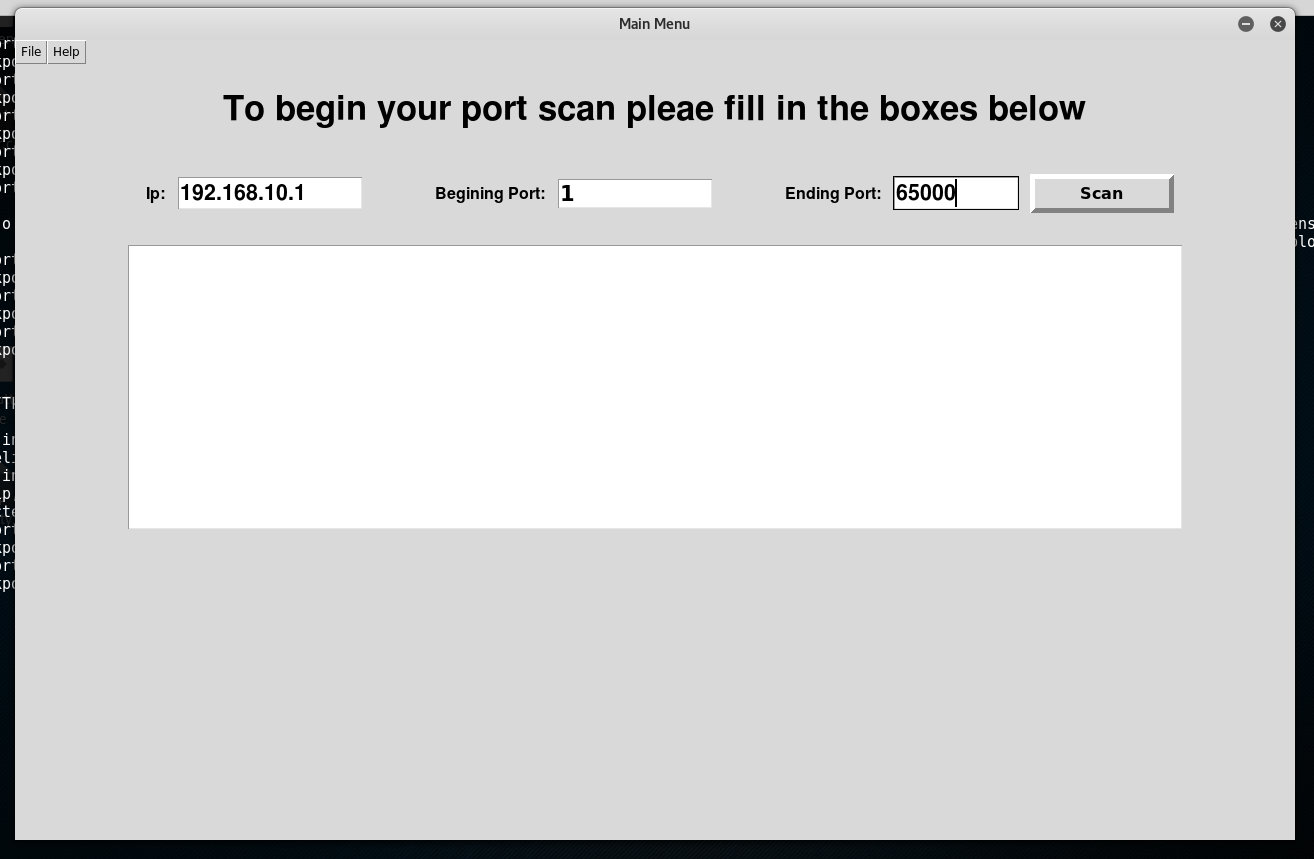 Main Menu
File Help
To begin your port scan pleae fill in the boxes below
Ip: 192.168.10.1 Begining Port: 1 Ending Port: 65000 Scan